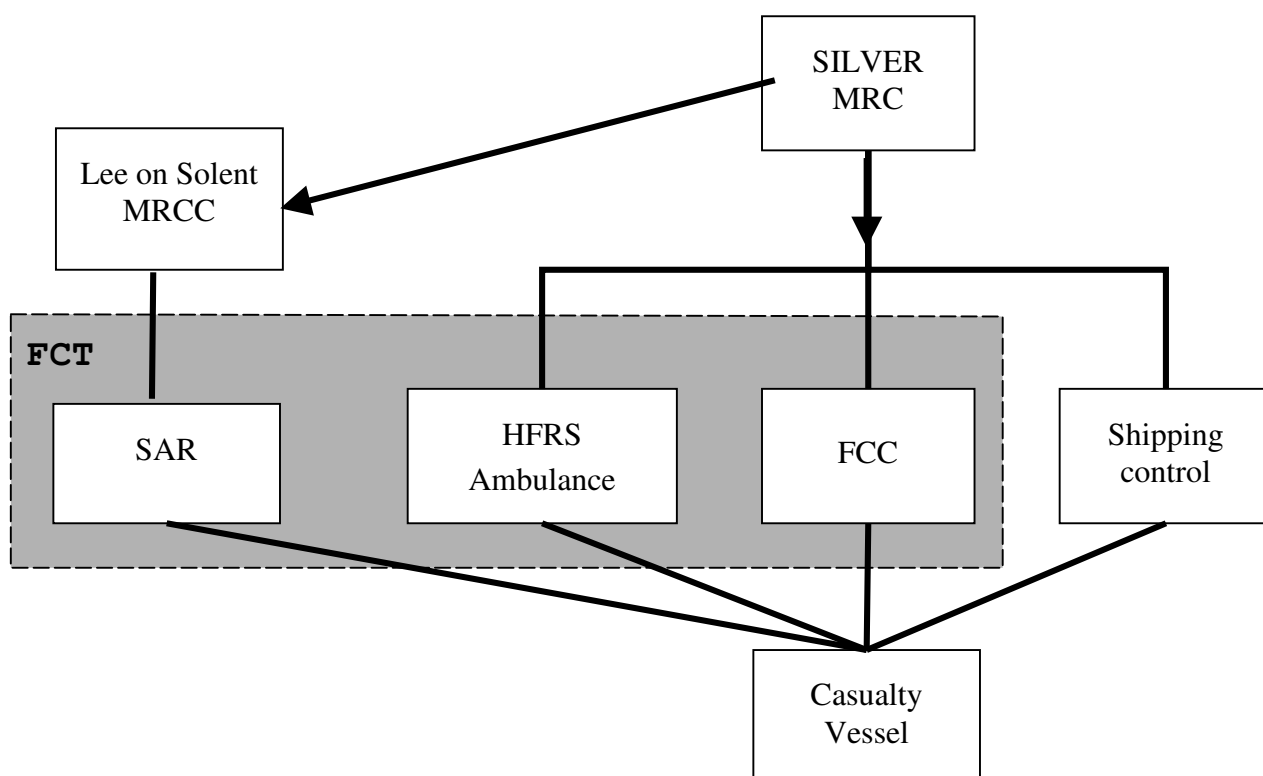 SILVER
MRC
Lee on Solent
MRCC
FCT
SAR
HFRS
Ambulance
FCC
Shipping
control
Casualty
Vessel